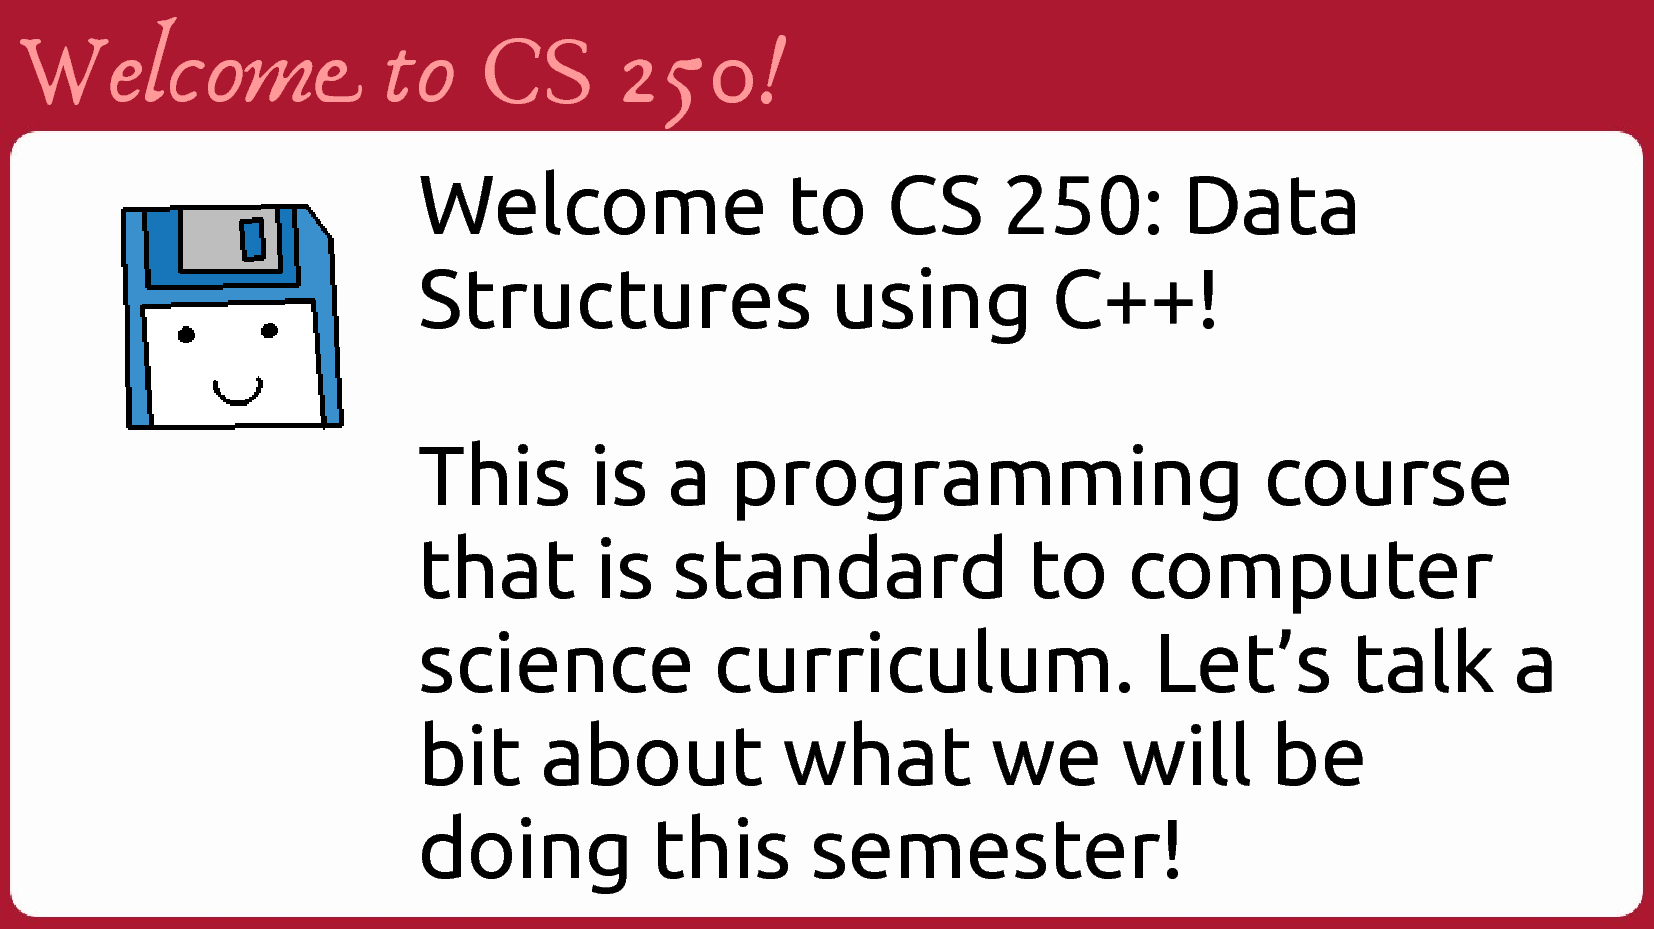 Welcome to CS 250!
Welcome to CS 250: Data
Structures using C++!
This is a programming course
that is standard to computer
science curriculum. Let’s talk a
bit about what we will be
doing this semester!